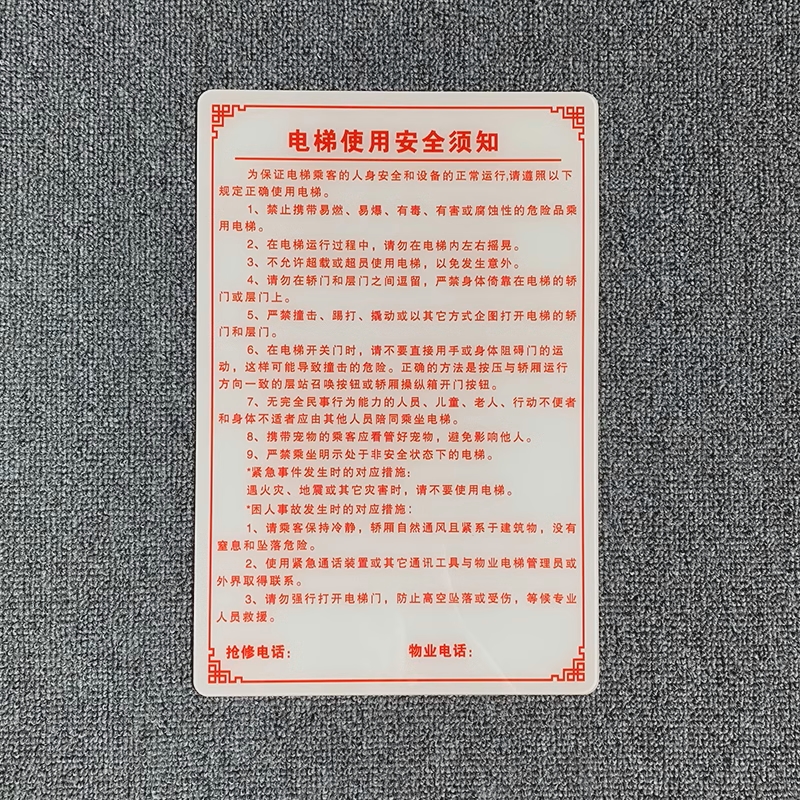 电梯使用安全须知
为保证电梯乘客的人身安全和设备的正常运行,请遵照以下
规定正确使用电梯。
1、禁止携带易燃、易爆、有毒、有害或腐蚀性的危险品乘
用电梯。
2、在电梯运行过程中，请勿在电梯内左右摇晃。
3、不允许超载或超员使用电梯，以免发生意外。
4、请勿在轿门和层门之间逗留，严禁身体倚靠在电梯的轿
门或层门上。
5、严禁撞击、踢打、撬动或以其它方式企图打开电梯的轿
门和层门。
6、在电梯开关门时，请不要直接用手或身体阻碍门的运
动，这样可能导致撞击的危险。正确的方法是按压与轿厢运行
方向一致的层站召唤按钮或轿厢操纵箱开门按钮。
7、无完全民事行为能力的人员、儿童、老人、行动不便者
和身体不适者应由其他人员陪同乘坐电梯。
8、携带宠物的乘客应看管好宠物，避免影响他人。
9、严禁乘坐明示处于非安全状态下的电梯。
*紧急事件发生时的对应措施:
遇火灾、地震或其它灾害时，请不要使用电梯。
*困人事故发生时的对应措施：
1、请乘客保持冷静，轿厢自然通风且紧系于建筑物，没有
窒息和坠落危险。
2、使用紧急通话装置或其它通讯工具与物业电梯管理员或
外界取得联系。
3、请勿强行打开电梯门，防止高空坠落或受伤，等候专业
人员救援。
抢修电话: 物业电话: